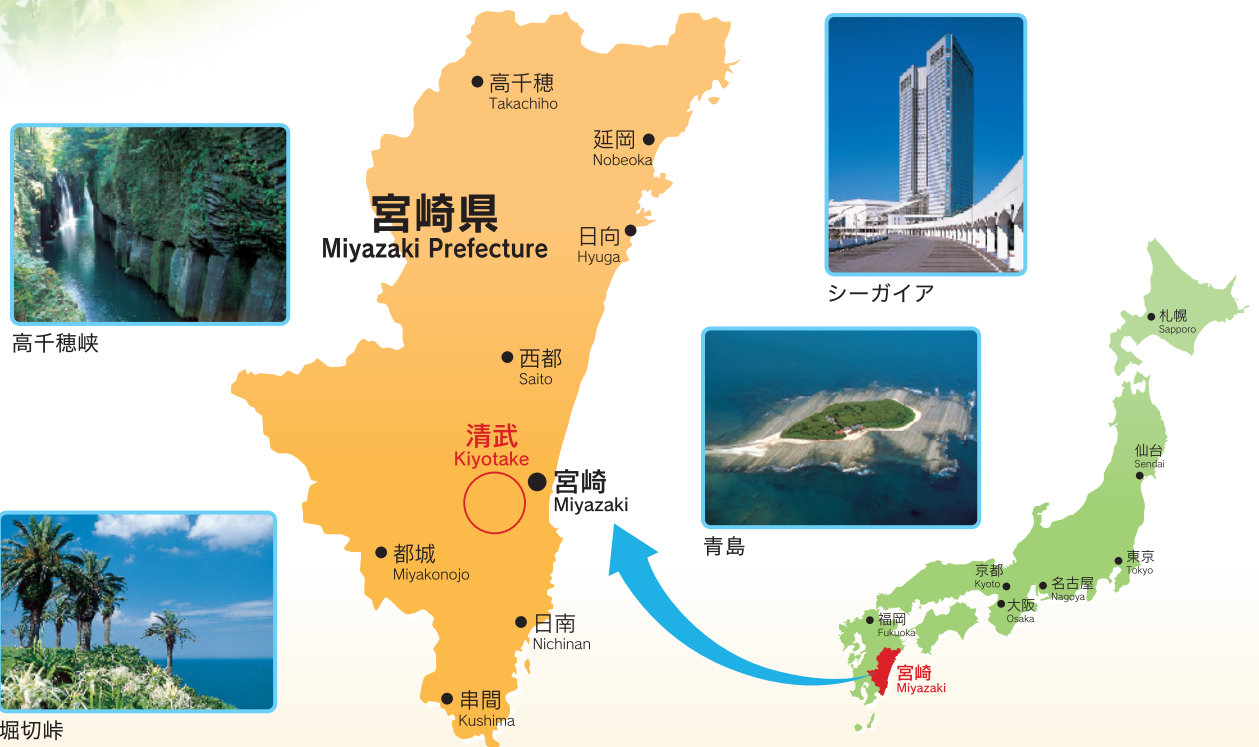 高千穂
Takachiho
延岡
Nobeoka
宮崎県
Miyazaki Prefecture
日向
Hyuga
シーガイア
高千穂峡
西都
Saito
清武
Kiyotake
宮崎
Miyazaki
青島
都城
Miyakonojo
日南
Nichinan
串間
Kushima
堀切峠
札幌
Sapporo
仙台
Sendai
東京
Tokyo
京都
Kyoto
名古屋
Nagoya
大阪
Osaka
福岡
Fukuoka
宮崎
Miyazaki